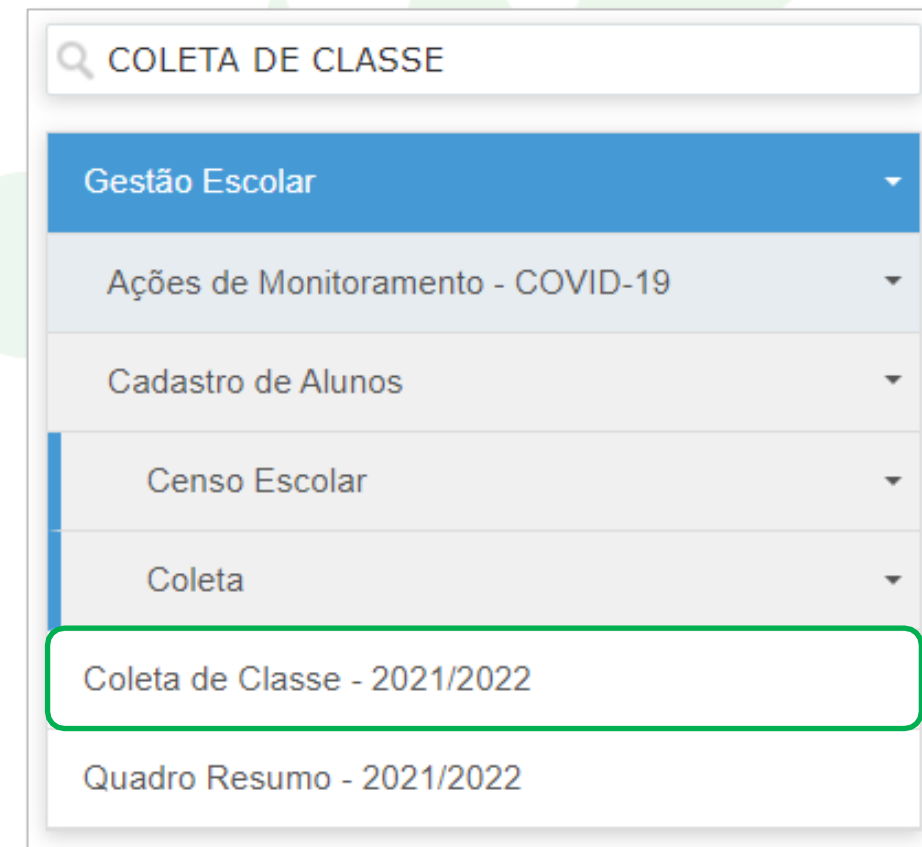 COLETA DE CLASSE
Gestão Escolar
Ações de Monitoramento - COVID-19
Cadastro de Alunos
Censo Escolar
Coleta
Coleta de Classe - 2021/2022
Quadro Resumo - 2021/2022